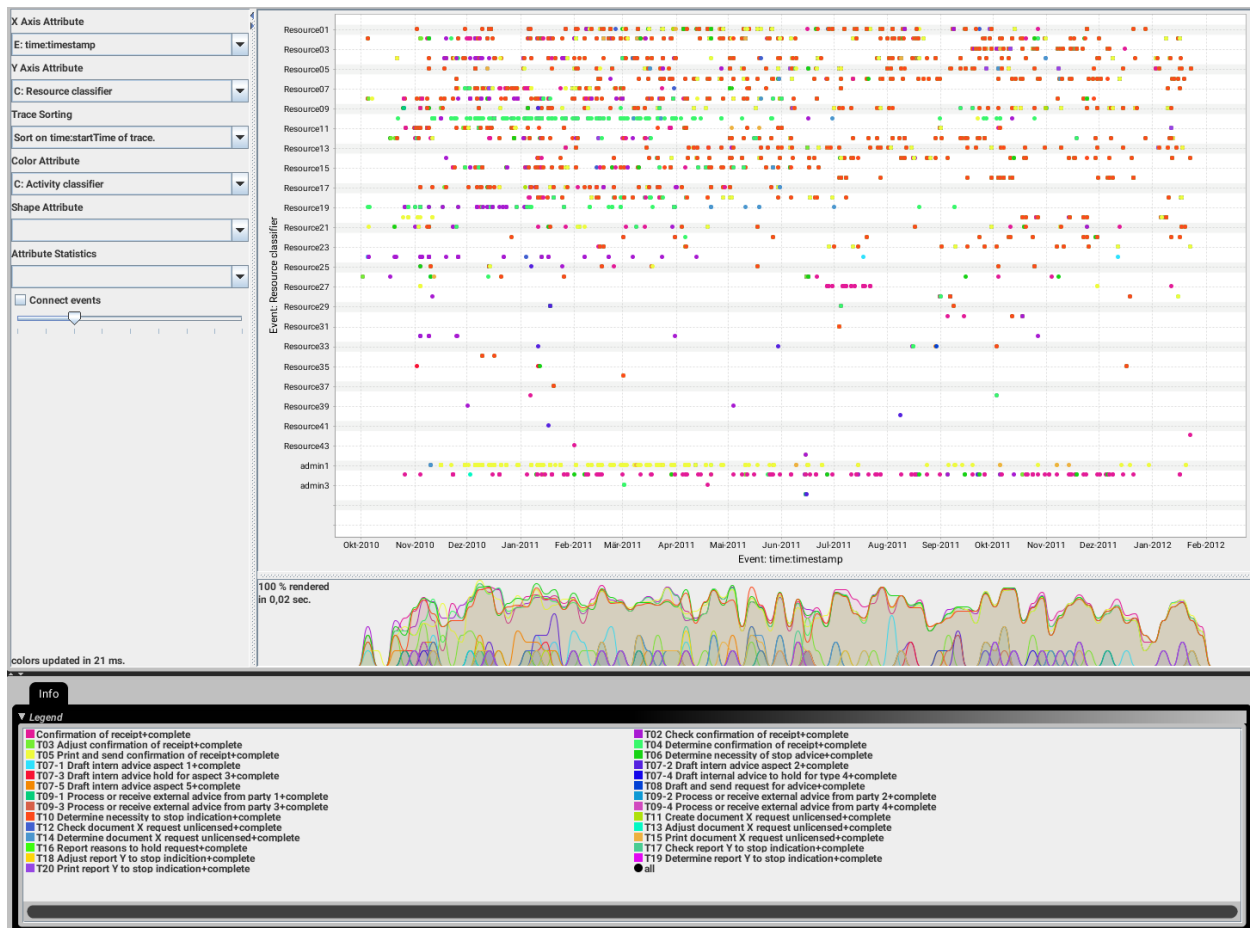 X Axis Attribute
E: time:timestamp
Y Axis Attribute
C: Resource classifier
Trace Sorting
Sort on time:startTime of trace.
Color Attribute
C: Activity classifier
Shape Attribute
Attribute Statistics
Connect events
colors updated in 21 ms.
Event: Resource classifier
Resource01
Resource03
Resource05
Resource07
Resource09
Resource11
Resource13
Resource15
Resource17
Resource19
Resource21
Resource23
Resource25
Resource27
Resource29
Resource31
Resource33
Resource35
Resource37
Resource39
Resource41
Resource43
admin1
admin3
Okt-2010 Nov-2010 Dez-2010 Jan-2011 Feb-2011 Mär-2011 Apr-2011 Mai-2011 Jun-2011 Jul-2011 Aug-2011 Sep-2011 Okt-2011 Nov-2011 Dez-2011 Jan-2012 Feb-2012
Event: time:timestamp
100 % rendered
in 0,02 sec.
Info
Legend
Confirmation of receipt+complete
T02 Check confirmation of receipt+complete
T03 Adjust confirmation of receipt+complete
T04 Determine confirmation of receipt+complete
T05 Print and send confirmation of receipt+complete
T06 Determine necessity of stop advice+complete
T07-1 Draft intern advice aspect 1+complete
T07-2 Draft intern advice aspect 2+complete
T07-3 Draft intern advice hold for aspect 3+complete
T07-4 Draft internal advice to hold for type 4+complete
T07-5 Draft intern advice aspect 5+complete
T08 Draft and send request for advice+complete
T09-1 Process or receive external advice from party 1+complete
T09-2 Process or receive external advice from party 2+complete
T09-3 Process or receive external advice from party 3+complete
T09-4 Process or receive external advice from party 4+complete
T10 Determine necessity to stop indication+complete
T11 Create document X request unlicensed+complete
T12 Check document X request unlicensed+complete
T13 Adjust document X request unlicensed+complete
T14 Determine document X request unlicensed+complete
T15 Print document X request unlicensed+complete
T16 Report reasons to hold request+complete
T17 Check report Y to stop indication+complete
T18 Adjust report Y to stop indicition+complete
T19 Determine report Y to stop indication+complete
T20 Print report Y to stop indication+complete
all